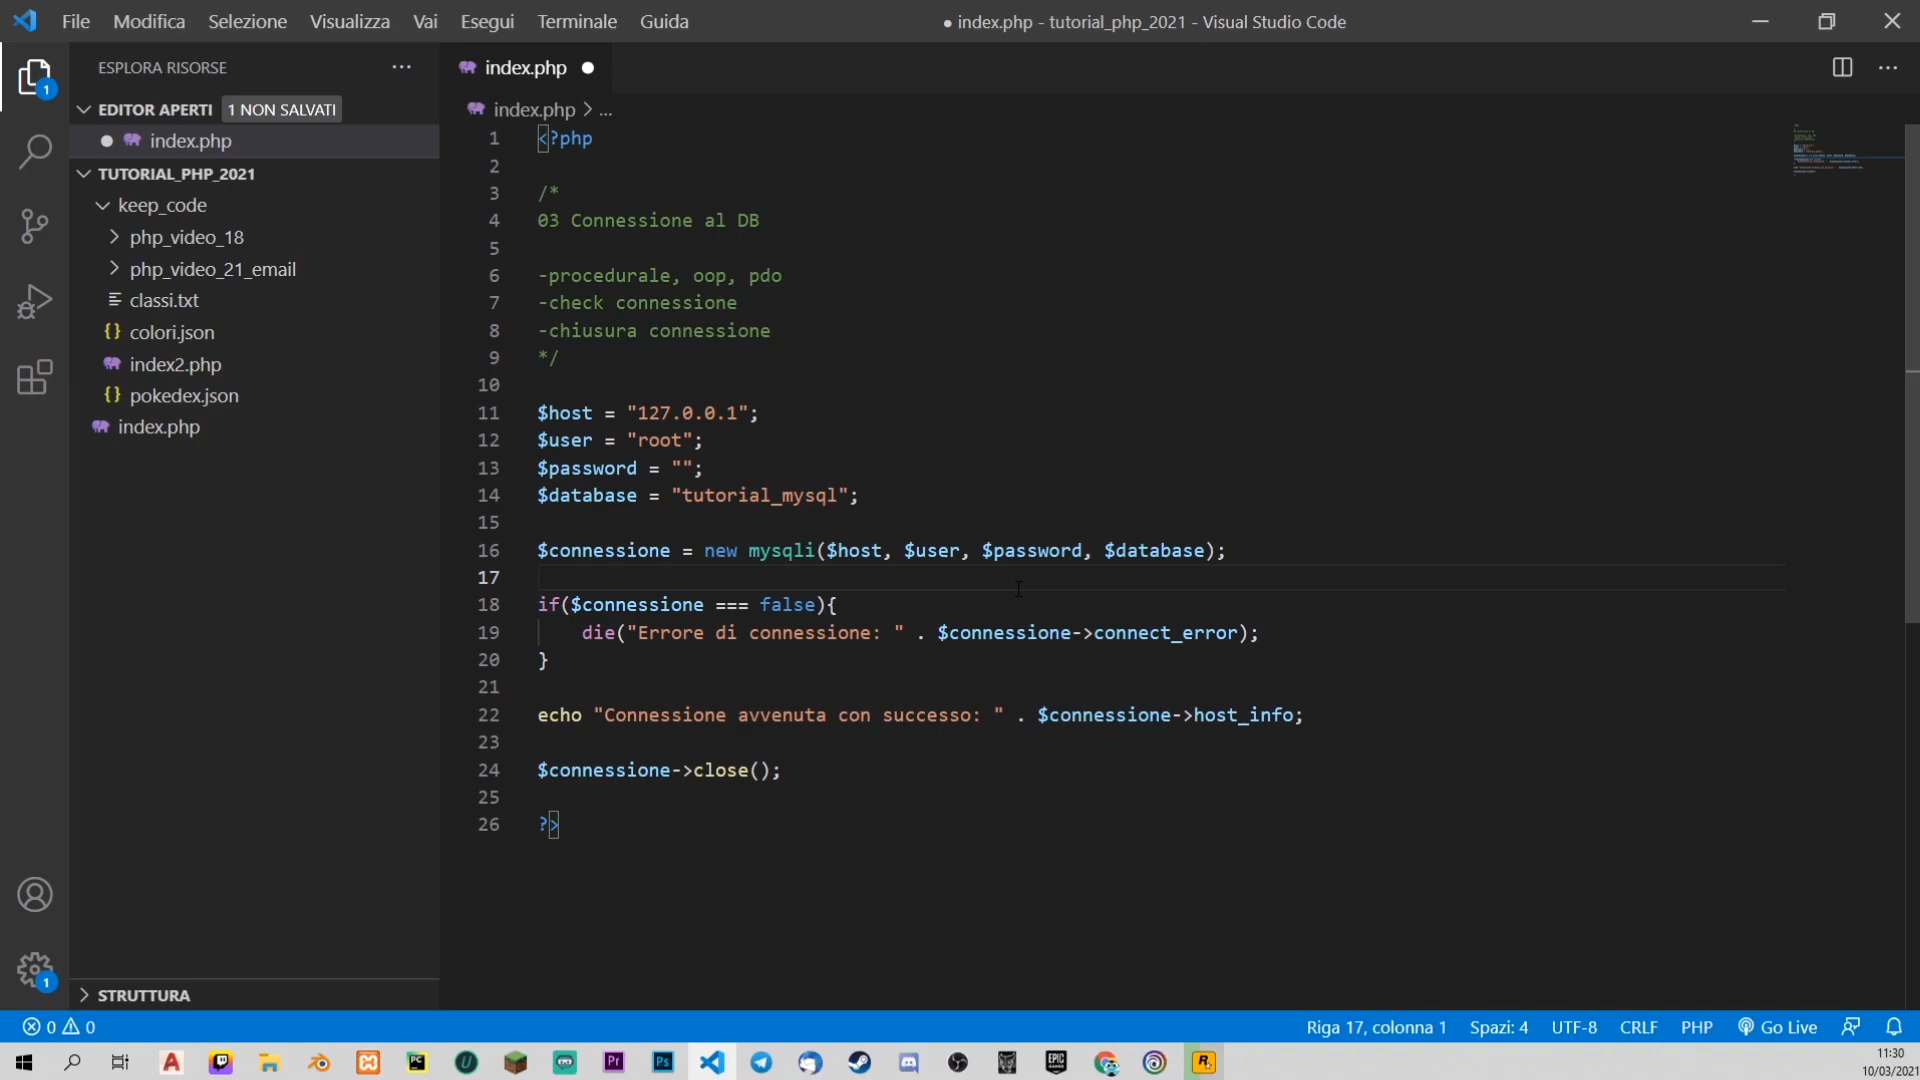 File Modifica Selezione Visualizza Vai Esegui Terminale Guida
● index.php - tutorial_php_2021 - Visual Studio Code
ESPLORA RISORSE
EDITOR APERTI 1 NON SALVATI
index.php
TUTORIAL_PHP_2021
keep_code
php_video_18
php_video_21_email
classi.txt
colori.json
index2.php
pokedex.json
index.php
STRUTTURA
index.php
index.php > ...
1 <?php
2
3 /*
4 03 Connessione al DB
5
6 -procedurale, oop, pdo
7 -check connessione
8 -chiusura connessione
9 */
10
11 $host = "127.0.0.1";
12 $user = "root";
13 $password = "";
14 $database = "tutorial_mysql";
15
16 $connessione = new mysqli($host, $user, $password, $database);
17
18 if($connessione === false){
19 die("Errore di connessione: " . $connessione->connect_error);
20 }
21
22 echo "Connessione avvenuta con successo: " . $connessione->host_info;
23
24 $connessione->close();
25
26 ?>
1
1
0 0
Riga 17, colonna 1 Spazi: 4 UTF-8 CRLF PHP Go Live
11:30
10/03/2021